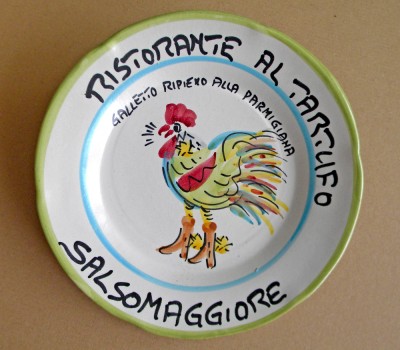 RISTORANTE AL TARTUFO
GALLETTO RIPIENO ALLA PARMIGIANA
SALSOMAGGIORE